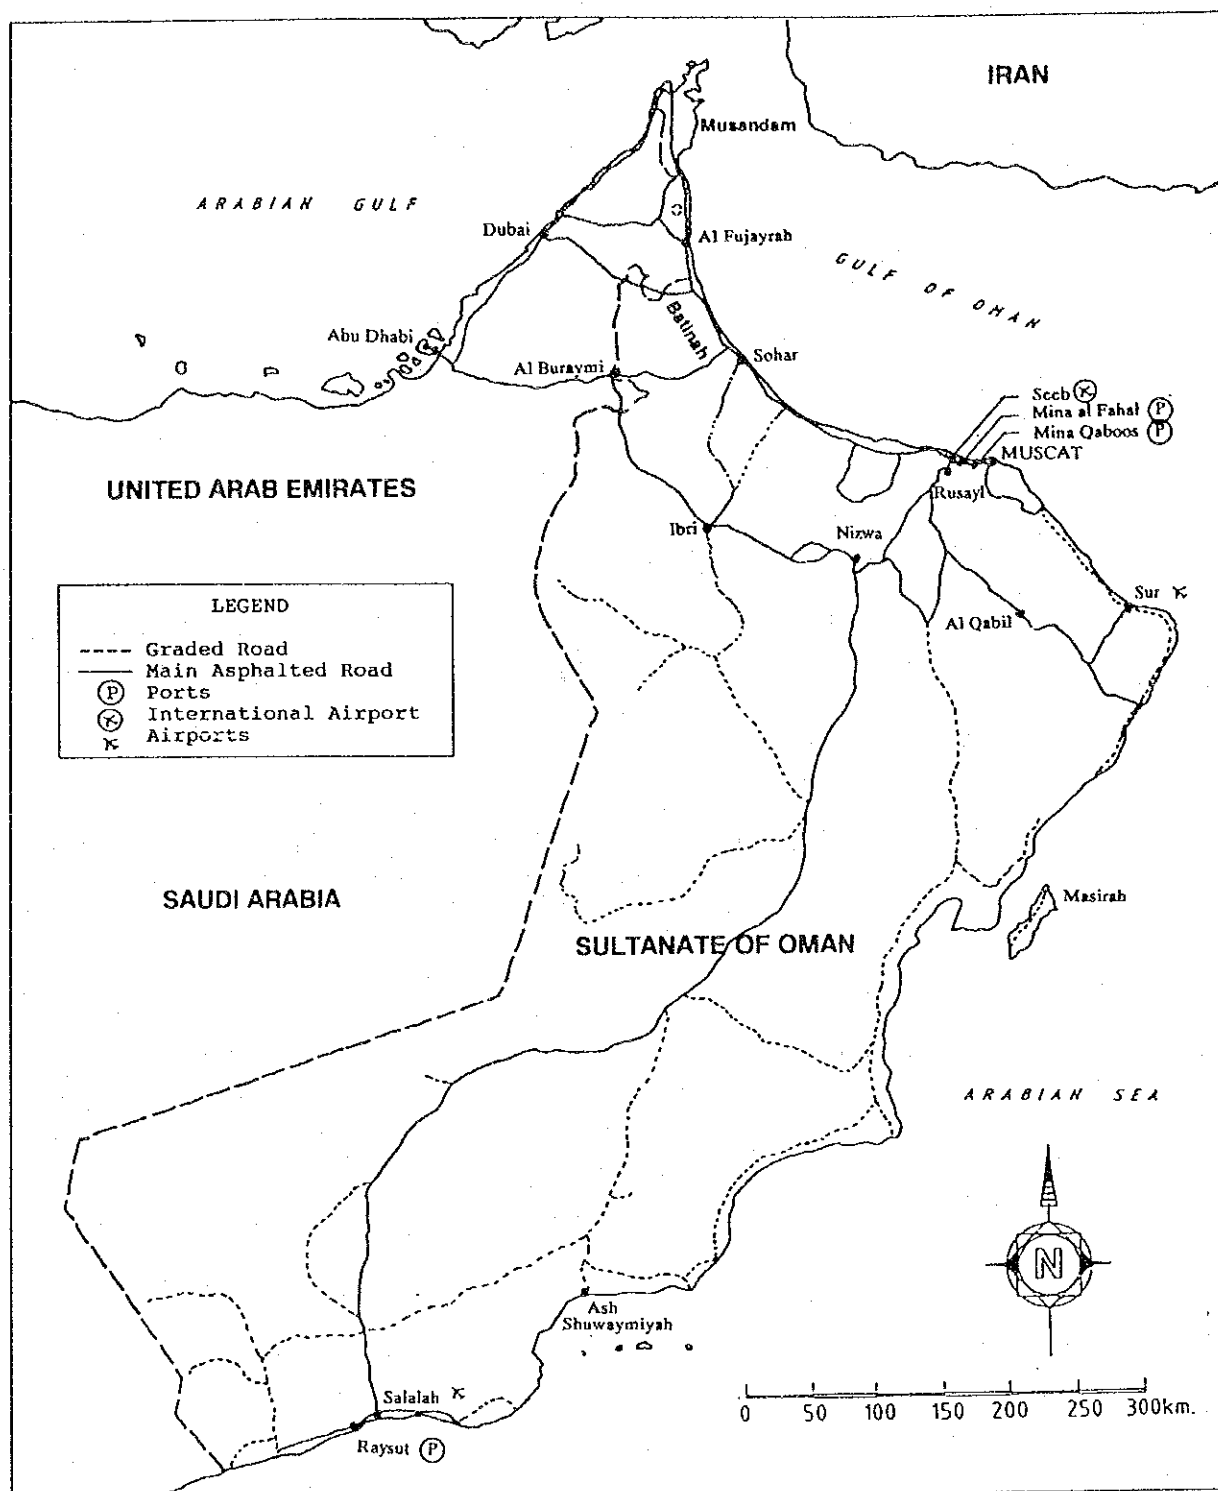 IRAN
Musandam
ARABIAN GULF
Dubai
Al Fujayrah
GULF OF OMAN
Batinah
Abu Dhabi
Sohar
Al Buraymi
Seeb
Mina al Fahal P
Mina Qaboos P
MUSCAT
UNITED ARAB EMIRATES
Rusayl
Ibri
Nizwa
Sur
Al Qabil
LEGEND
Graded Road
Main Asphalted Road
P Ports
International Airport
Airports
SAUDI ARABIA
Masirah
SULTANATE OF OMAN
ARABIAN SEA
N
Ash
Shuwaymiyah
Salalah
Raysut P
0 50 100 150 200 250 300km.